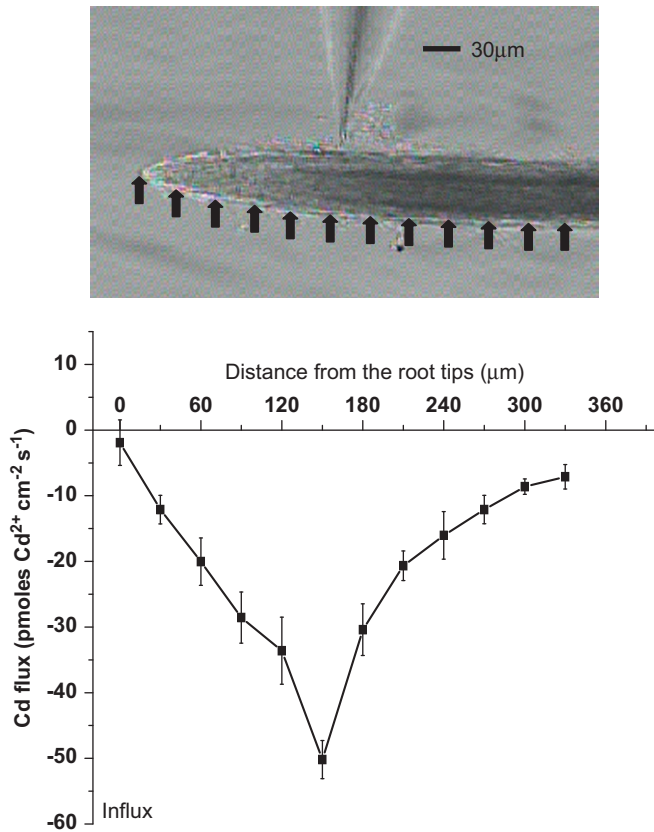 30μm
10
Distance from the root tips (μm)
0 60 120 180 240 300 360
0
-10
-20
-30
-40
-50
-60
Cd flux (pmoles Cd²⁺ cm⁻² s⁻¹)
Influx